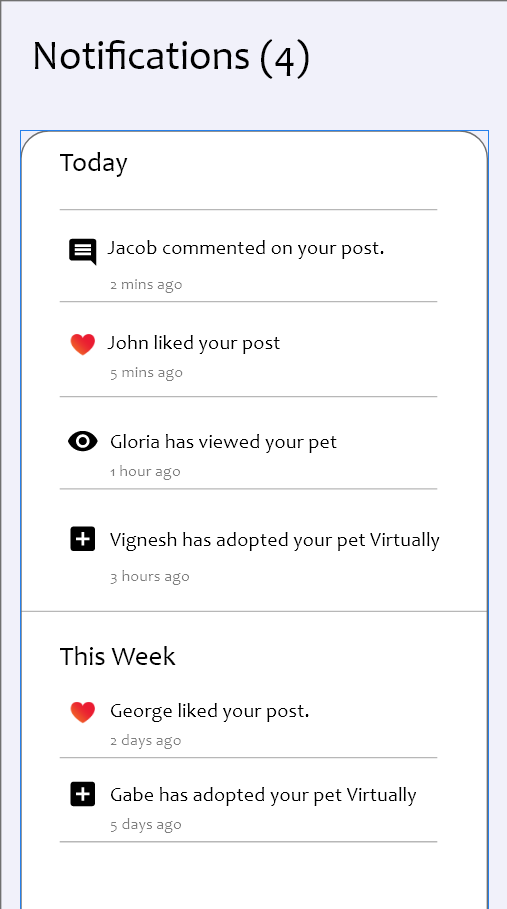 Notifications (4)
Today
Jacob commented on your post.
2 mins ago
John liked your post
5 mins ago
Gloria has viewed your pet
1 hour ago
Vignesh has adopted your pet Virtually
3 hours ago
This Week
George liked your post.
2 days ago
Gabe has adopted your pet Virtually
5 days ago